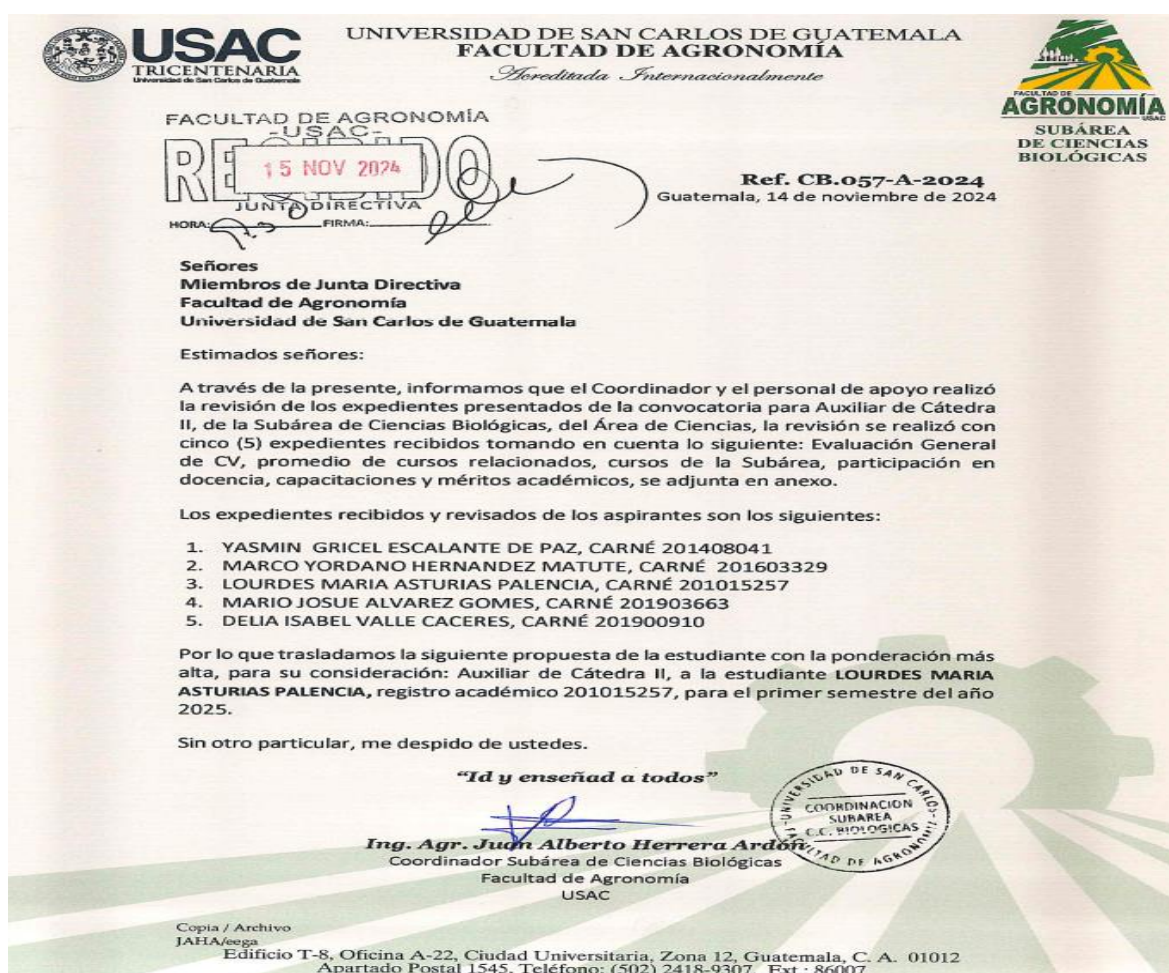 USAC
TRICENTENARIA
Universidad de San Carlos de Guatemala
UNIVERSIDAD DE SAN CARLOS DE GUATEMALA
FACULTAD DE AGRONOMÍA
Acreditada Internacionalmente
FACULTAD DE
AGRONOMÍA
USAC
SUBÁREA
DE CIENCIAS
BIOLÓGICAS
FACULTAD DE AGRONOMÍA
-USAC-
RECIBIDO
15 NOV 2024
JUNTA DIRECTIVA
HORA: FIRMA:
Ref. CB.057-A-2024
Guatemala, 14 de noviembre de 2024
Señores
Miembros de Junta Directiva
Facultad de Agronomía
Universidad de San Carlos de Guatemala
Estimados señores:
A través de la presente, informamos que el Coordinador y el personal de apoyo realizó
la revisión de los expedientes presentados de la convocatoria para Auxiliar de Cátedra
II, de la Subárea de Ciencias Biológicas, del Área de Ciencias, la revisión se realizó con
cinco (5) expedientes recibidos tomando en cuenta lo siguiente: Evaluación General
de CV, promedio de cursos relacionados, cursos de la Subárea, participación en
docencia, capacitaciones y méritos académicos, se adjunta en anexo.
Los expedientes recibidos y revisados de los aspirantes son los siguientes:
1. YASMIN GRICEL ESCALANTE DE PAZ, CARNÉ 201408041
2. MARCO YORDANO HERNANDEZ MATUTE, CARNÉ 201603329
3. LOURDES MARIA ASTURIAS PALENCIA, CARNÉ 201015257
4. MARIO JOSUE ALVAREZ GOMES, CARNÉ 201903663
5. DELIA ISABEL VALLE CACERES, CARNÉ 201900910
Por lo que trasladamos la siguiente propuesta de la estudiante con la ponderación más
alta, para su consideración: Auxiliar de Cátedra II, a la estudiante LOURDES MARIA
ASTURIAS PALENCIA, registro académico 201015257, para el primer semestre del año
2025.
Sin otro particular, me despido de ustedes.
"Id y enseñad a todos"
UNIVERSIDAD DE SAN CARLOS
COORDINACION
SUBAREA
C.C. BIOLOGICAS
FACULTAD DE AGRONOMIA
Ing. Agr. Juan Alberto Herrera Ardón
Coordinador Subárea de Ciencias Biológicas
Facultad de Agronomía
USAC
Copia / Archivo
JAHA/eega
Edificio T-8, Oficina A-22, Ciudad Universitaria, Zona 12, Guatemala, C. A. 01012
Apartado Postal 1545, Teléfono: (502) 2418-9307 Ext.: 86007